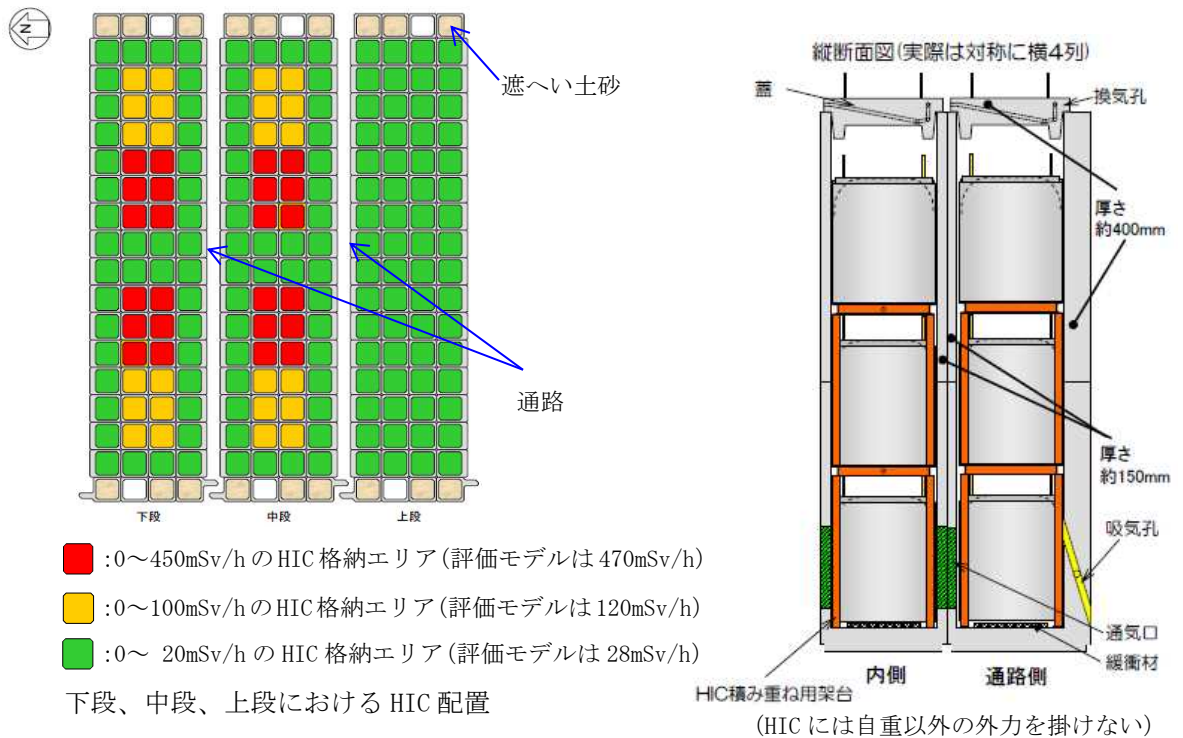 N
遮へい土砂
通路
下段
中段
上段
:0～450mSv/h の HIC 格納エリア(評価モデルは 470mSv/h)
:0～100mSv/h の HIC 格納エリア(評価モデルは 120mSv/h)
:0～ 20mSv/h の HIC 格納エリア(評価モデルは 28mSv/h)
下段、中段、上段における HIC 配置
縦断面図(実際は対称に横4列)
蓋
換気孔
厚さ
約400mm
厚さ
約150mm
吸気孔
通気口
緩衝材
内側
通路側
HIC積み重ね用架台
(HIC には自重以外の外力を掛けない)